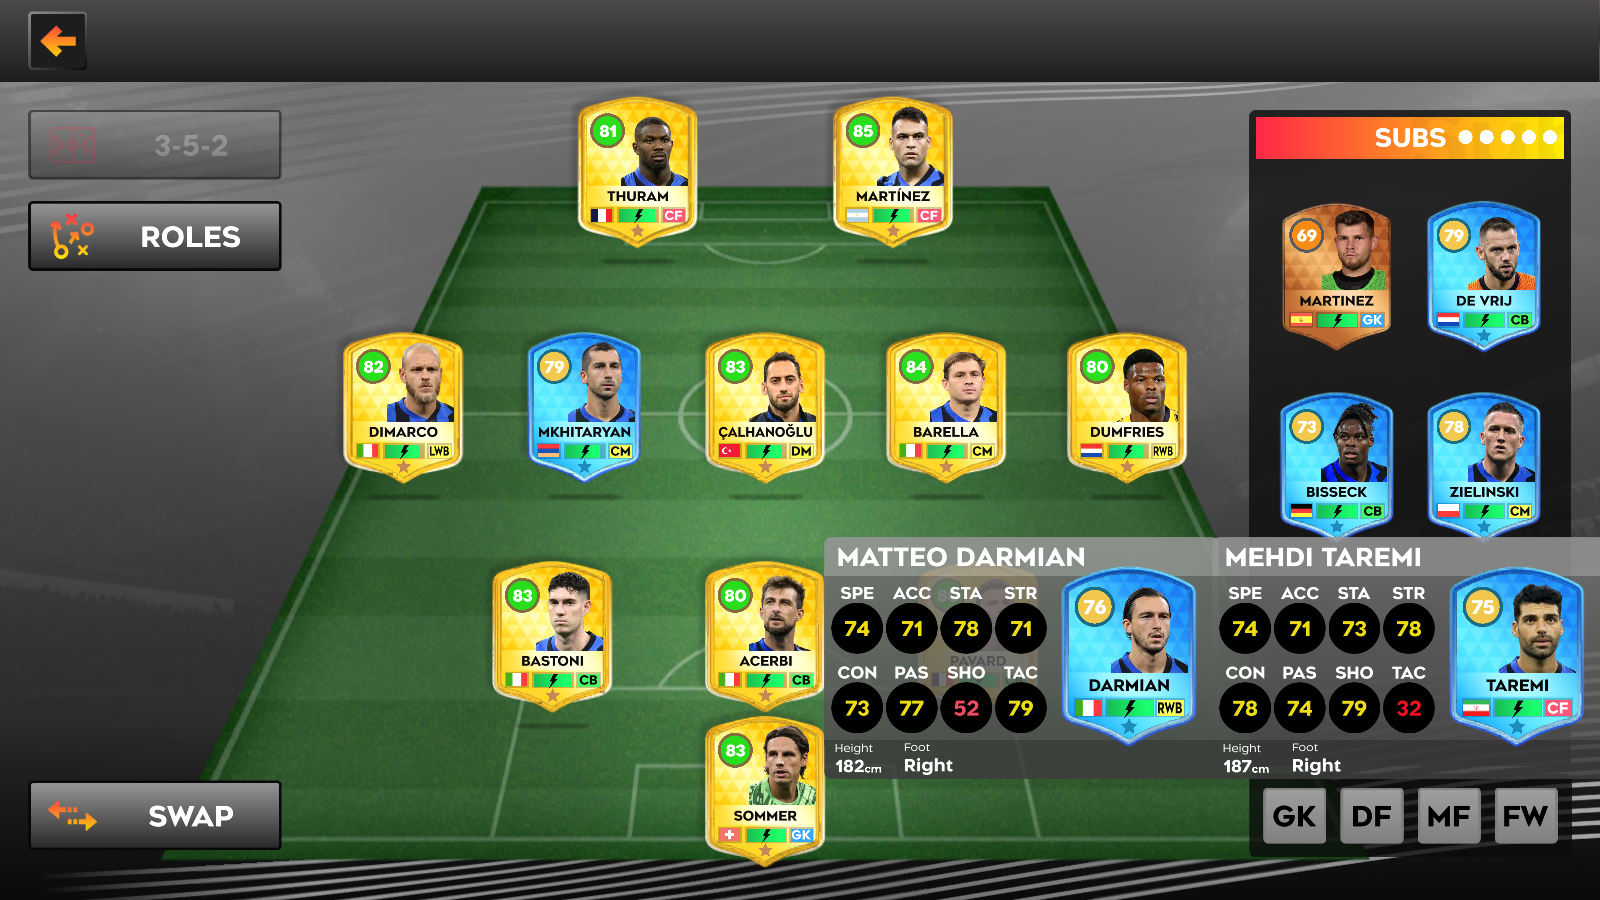 3-5-2
ROLES
SWAP
81
THURAM
CF
85
MARTÍNEZ
CF
82
DIMARCO
LWB
79
MKHITARYAN
CM
83
ÇALHANOĞLU
DM
84
BARELLA
CM
80
DUMFRIES
RWB
83
BASTONI
CB
80
ACERBI
CB
PAVARD
83
SOMMER
GK
SUBS
69
MARTINEZ
GK
79
DE VRIJ
CB
73
BISSECK
CB
78
ZIELINSKI
CM
MATTEO DARMIAN
SPE ACC STA STR
74 71 78 71
CON PAS SHO TAC
73 77 52 79
Height Foot
182cm Right
76
DARMIAN
RWB
MEHDI TAREMI
SPE ACC STA STR
74 71 73 78
CON PAS SHO TAC
78 74 79 32
Height Foot
187cm Right
75
TAREMI
CF
GK DF MF FW